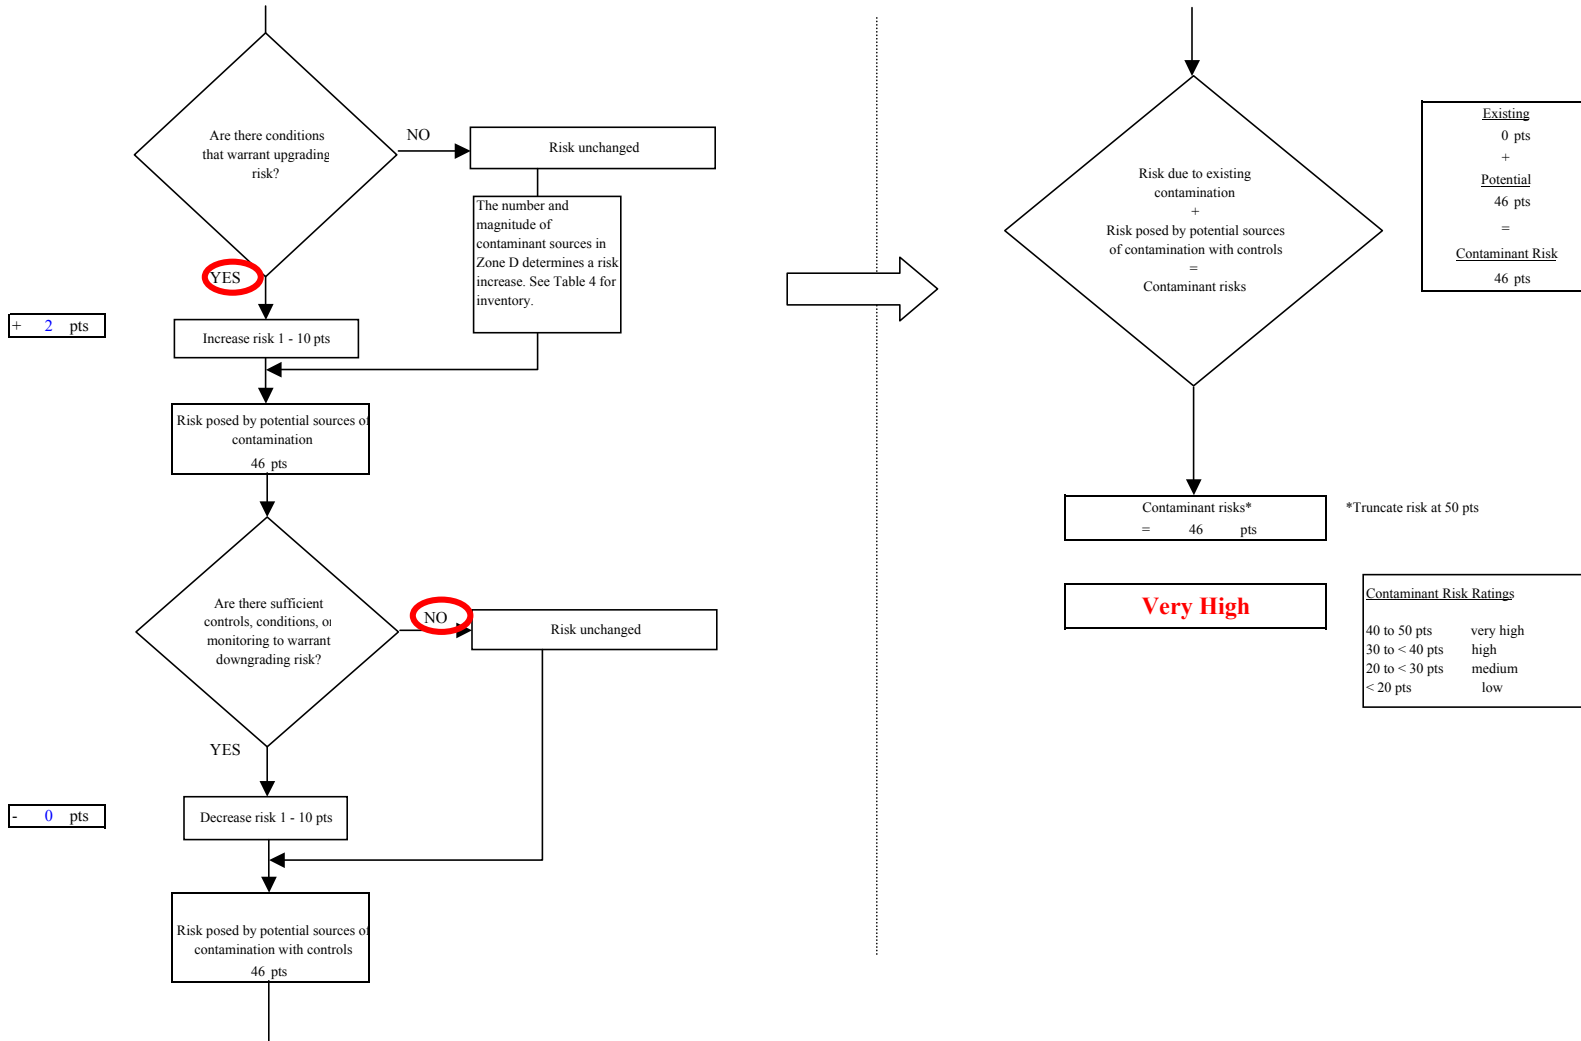 Are there conditions
that warrant upgrading
risk?
NO
Risk unchanged
The number and
magnitude of
contaminant sources in
Zone D determines a risk
increase. See Table 4 for
inventory.
YES
+ 2 pts
Increase risk 1 - 10 pts
Risk posed by potential sources of
contamination
46 pts
Are there sufficient
controls, conditions, or
monitoring to warrant
downgrading risk?
NO
Risk unchanged
YES
- 0 pts
Decrease risk 1 - 10 pts
Risk posed by potential sources of
contamination with controls
46 pts
Risk due to existing
contamination
+
Risk posed by potential sources
of contamination with controls
=
Contaminant risks
Existing
0 pts
+
Potential
46 pts
=
Contaminant Risk
46 pts
Contaminant risks*
= 46 pts
*Truncate risk at 50 pts
Very High
Contaminant Risk Ratings
40 to 50 pts very high
30 to < 40 pts high
20 to < 30 pts medium
< 20 pts low